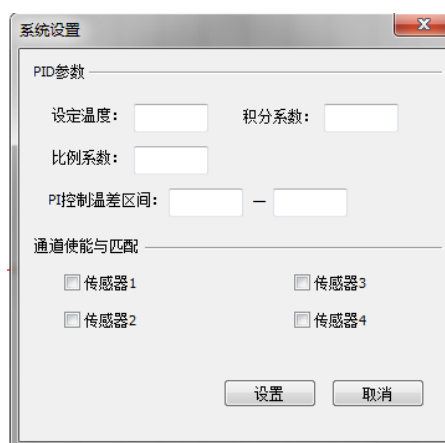 系统设置
PID参数
设定温度： 积分系数：
比例系数：
PI控制温差区间： —
通道使能与匹配
传感器1 传感器3
传感器2 传感器4
设置 取消